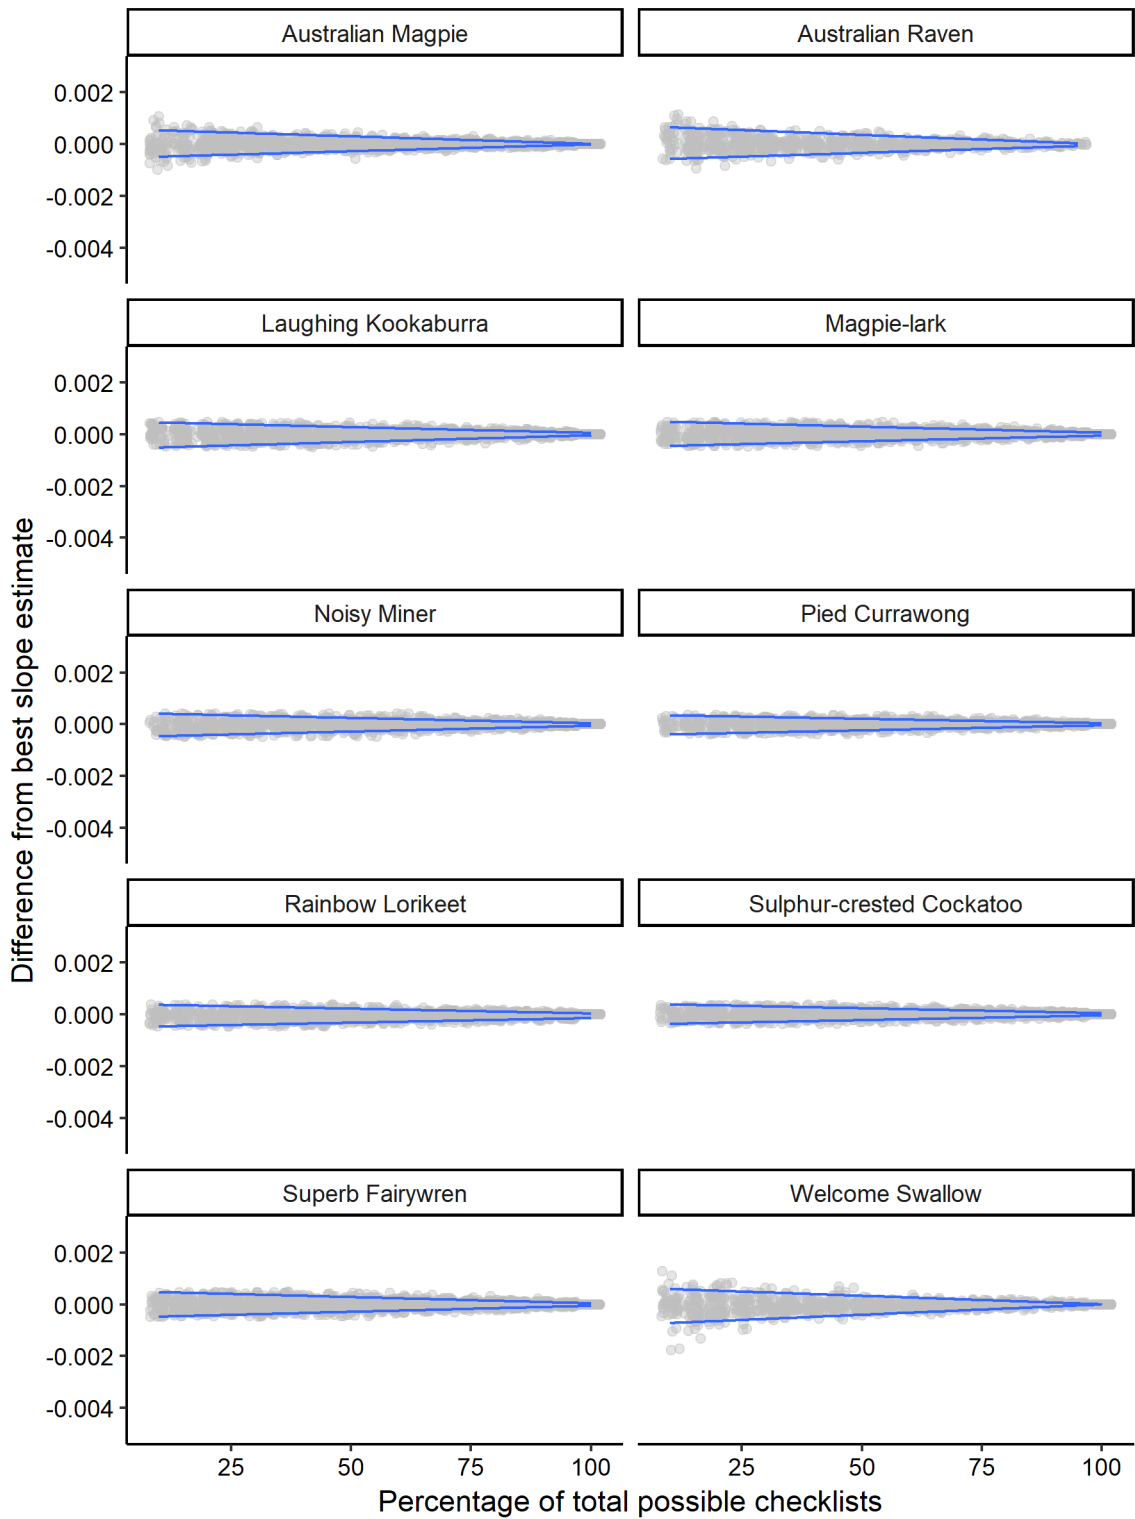 Australian Magpie
Australian Raven
0.002
0.000
-0.002
-0.004
Laughing Kookaburra
Magpie-lark
0.002
0.000
-0.002
-0.004
Noisy Miner
Pied Currawong
0.002
0.000
-0.002
-0.004
Difference from best slope estimate
Rainbow Lorikeet
Sulphur-crested Cockatoo
0.002
0.000
-0.002
-0.004
Superb Fairywren
Welcome Swallow
0.002
0.000
-0.002
-0.004
25 50 75 100 25 50 75 100
Percentage of total possible checklists